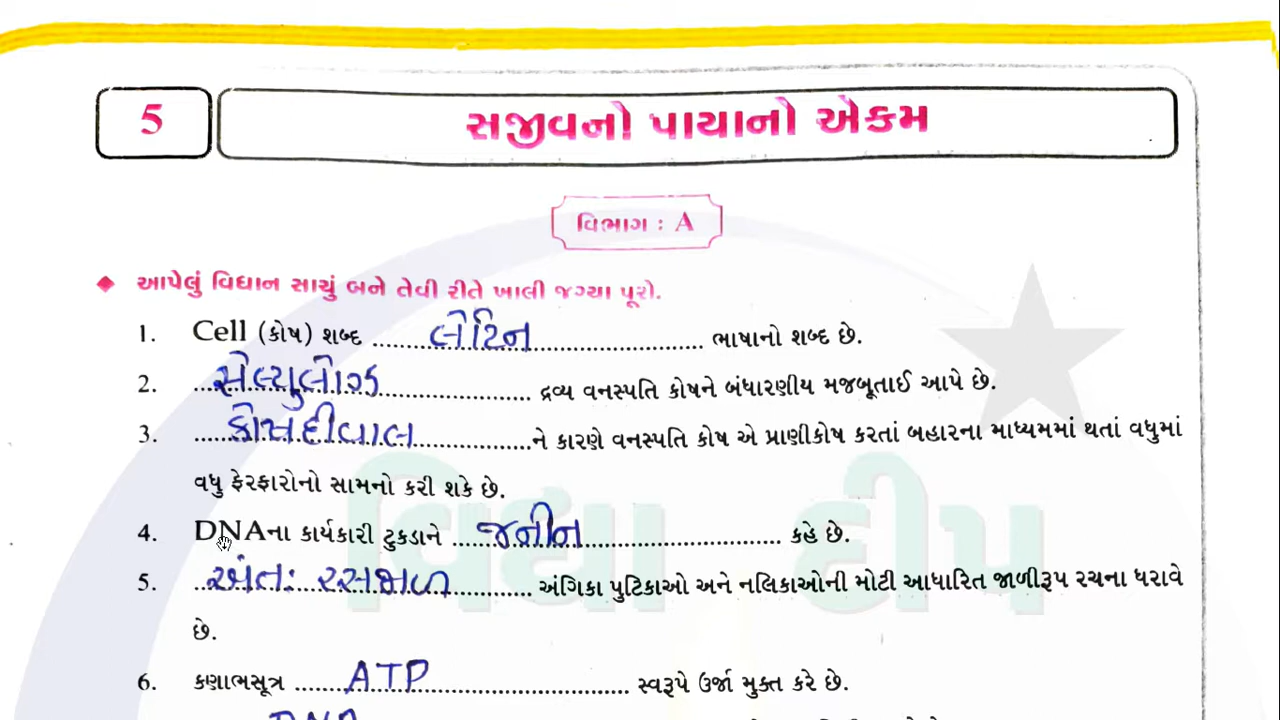 5
સજીવનો પાયાનો એકમ
વિભાગ : A
◆ આપેલું વિધાન સાચું બને તેવી રીતે ખાલી જગ્યા પૂરો.
1. Cell (કોષ) શબ્દ ..... લેટિન ..... ભાષાનો શબ્દ છે.
2. ..... સેલ્યુલોઝ ..... દ્રવ્ય વનસ્પતિ કોષને બંધારણીય મજબૂતાઈ આપે છે.
3. ..... કોષદીવાલ .....ને કારણે વનસ્પતિ કોષ એ પ્રાણીકોષ કરતાં બહારના માધ્યમમાં થતાં વધુમાં
વધુ ફેરફારોનો સામનો કરી શકે છે.
4. DNAના કાર્યકારી ટુકડાને ..... જનીન ..... કહે છે.
5. ..... અંતઃ રસજાળ ..... અંગિકા પુટિકાઓ અને નલિકાઓની મોટી આધારિત જાળીરૂપ રચના ધરાવે
છે.
6. કણાભસૂત્ર ..... ATP ..... સ્વરૂપે ઉર્જા મુક્ત કરે છે.
DNA
વિદ્યા દીપ